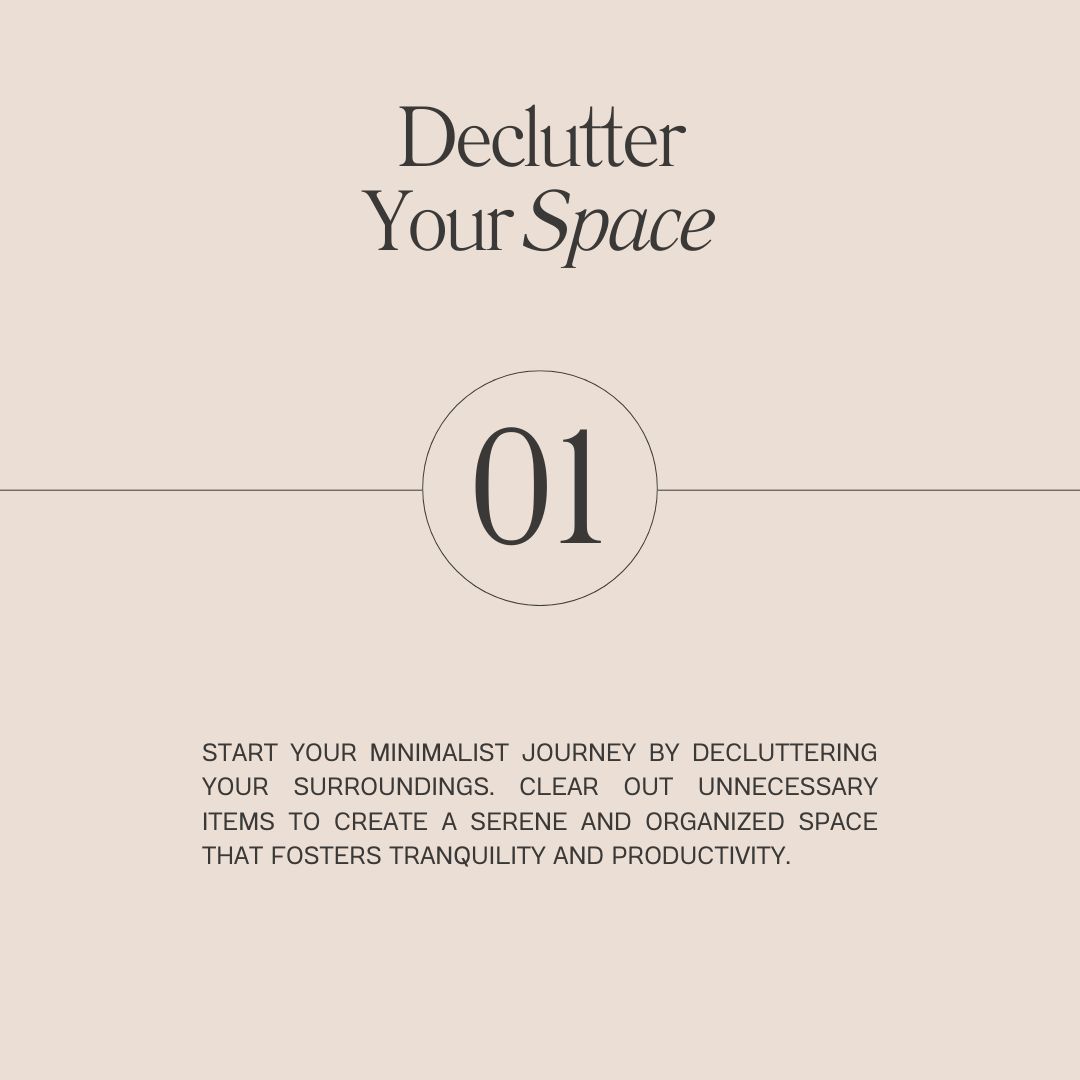 Declutter
Your Space
01
START YOUR MINIMALIST JOURNEY BY DECLUTTERING
YOUR SURROUNDINGS. CLEAR OUT UNNECESSARY
ITEMS TO CREATE A SERENE AND ORGANIZED SPACE
THAT FOSTERS TRANQUILITY AND PRODUCTIVITY.